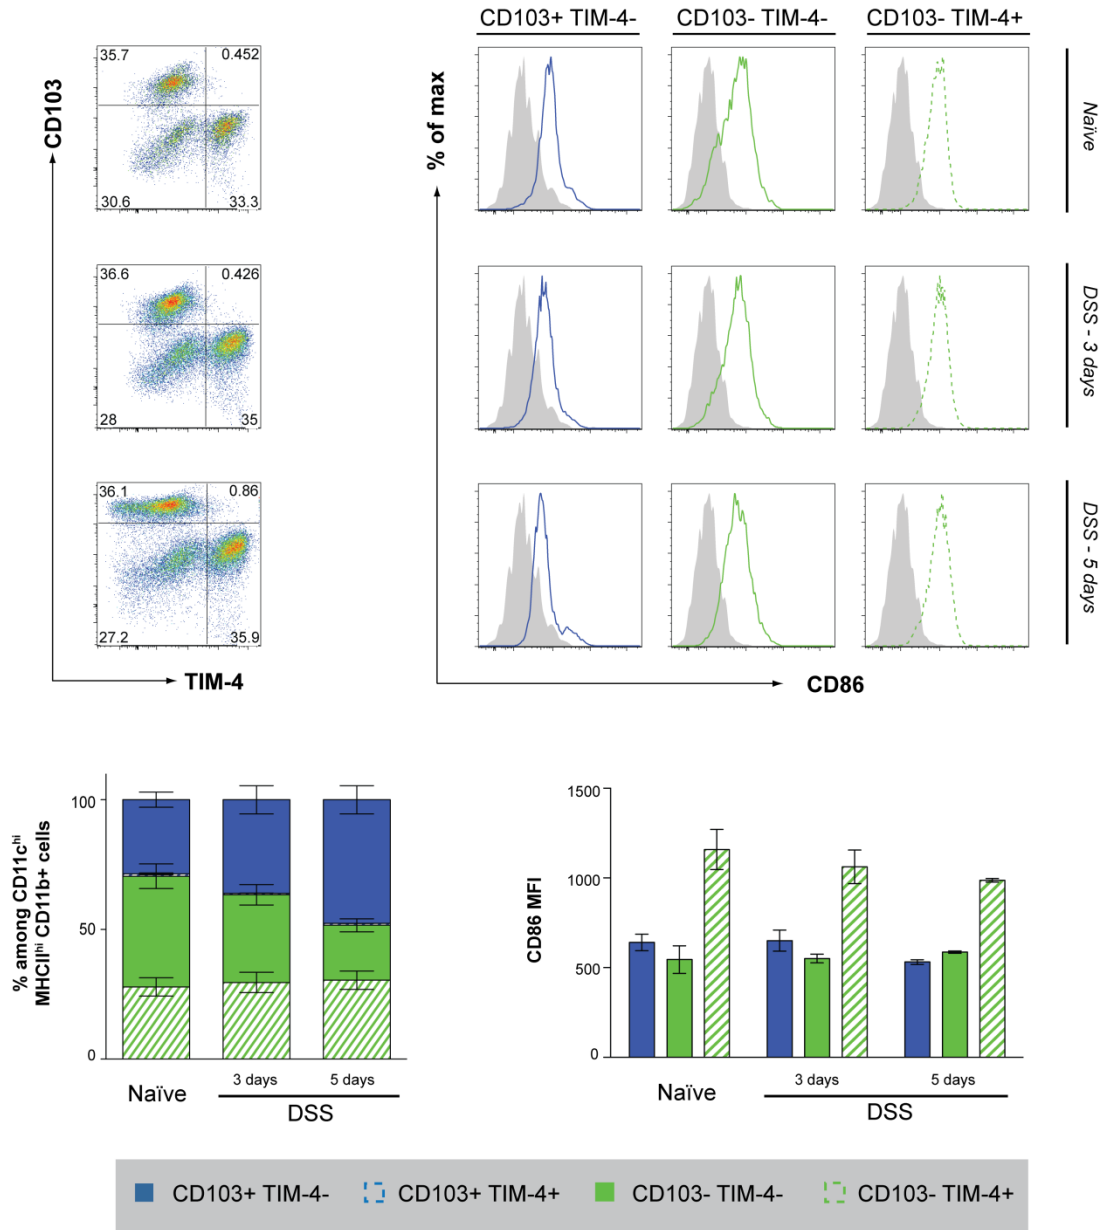 CD103+ TIM-4-
CD103- TIM-4-
CD103- TIM-4+
CD103
35.7
0.452
30.6
33.3
% of max
Naïve
36.6
0.426
28
35
DSS - 3 days
36.1
0.86
27.2
35.9
DSS - 5 days
TIM-4
CD86
% among CD11c^hi
MHCII^hi CD11b+ cells
100
50
0
Naïve
3 days
5 days
DSS
CD86 MFI
1500
1000
500
0
Naïve
3 days
5 days
DSS
CD103+ TIM-4-
CD103+ TIM-4+
CD103- TIM-4-
CD103- TIM-4+